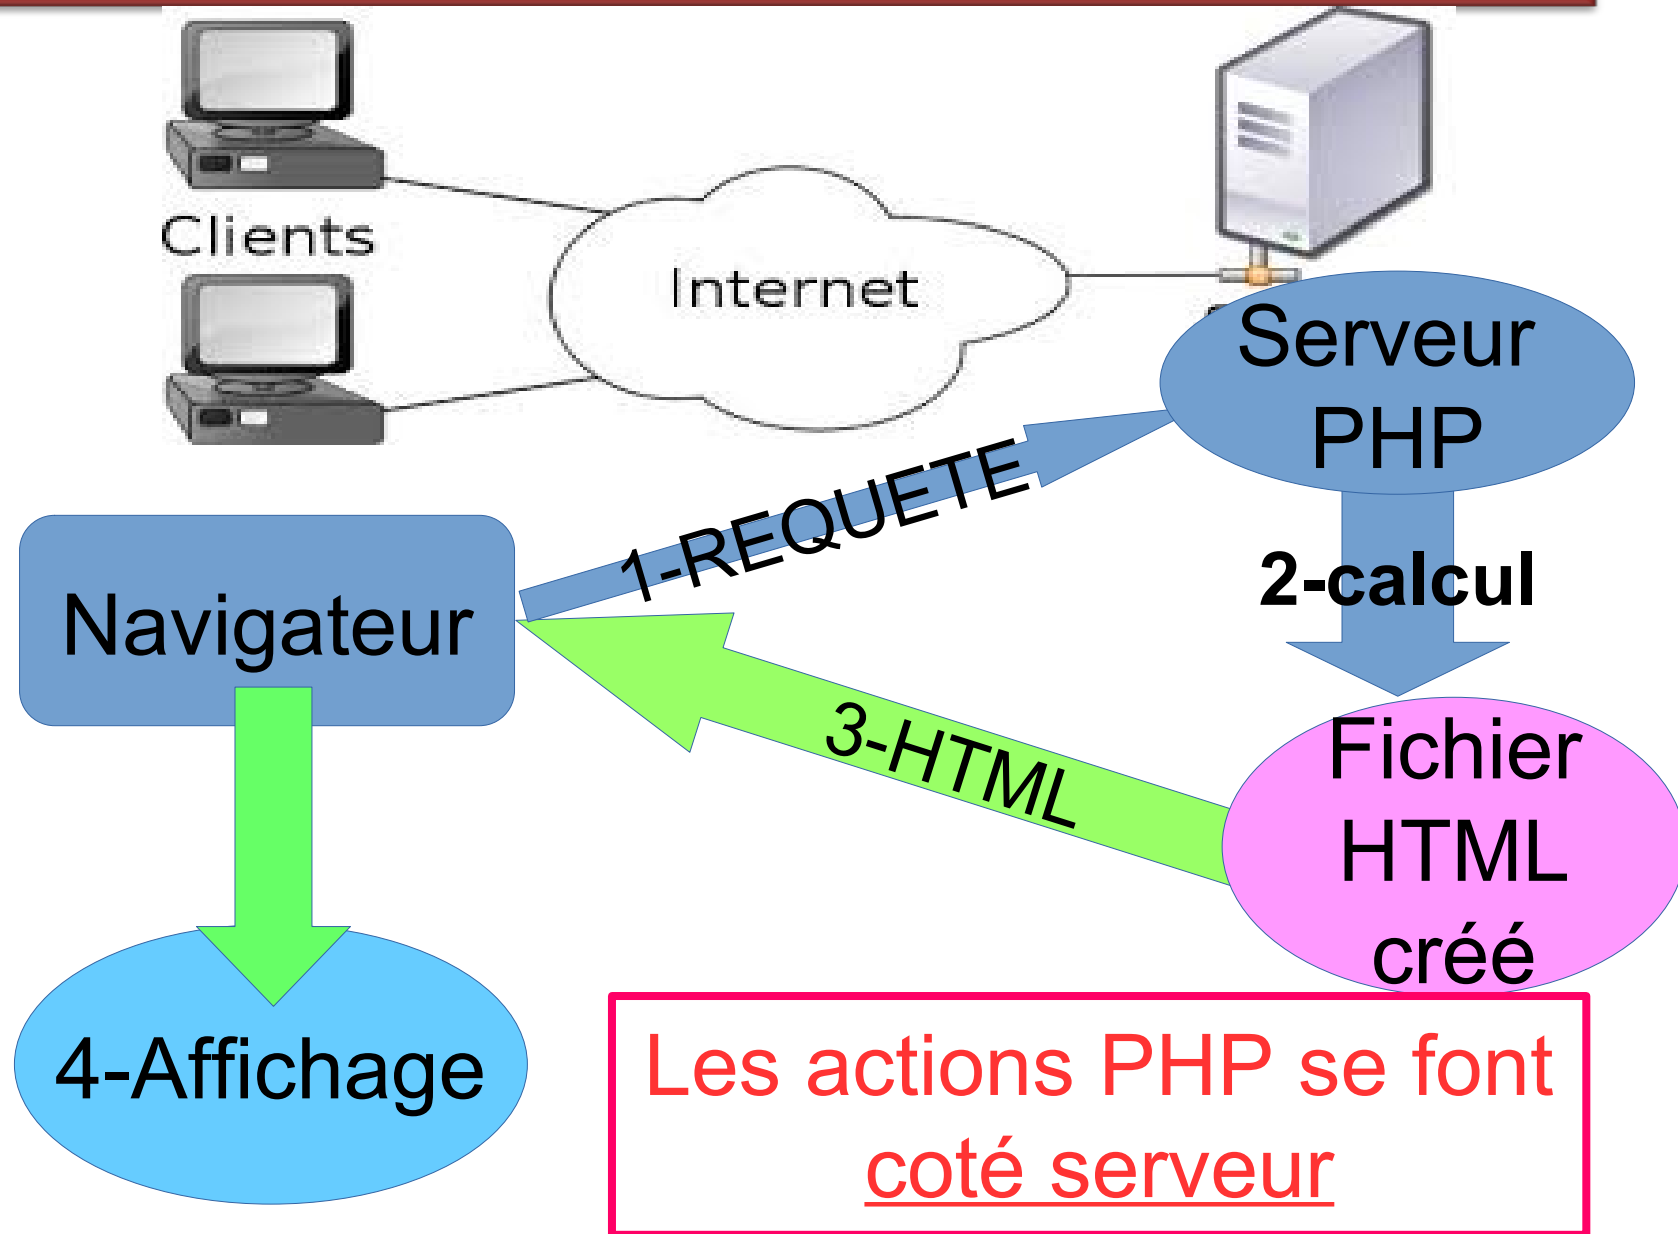 Clients
Internet
Serveur
PHP
1-REQUETE
2-calcul
Navigateur
3-HTML
Fichier
HTML
créé
4-Affichage
Les actions PHP se font
coté serveur